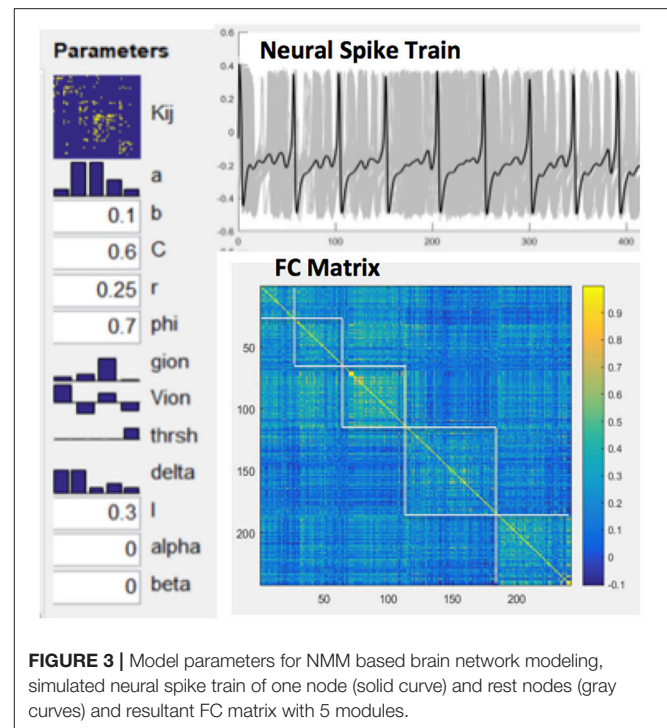 Parameters
Kij
a
0.1 b
0.6 C
0.25 r
0.7 phi
gion
Vion
thrsh
delta
0.3 I
0 alpha
0 beta
Neural Spike Train
0.6
0.4
0.2
0
-0.2
-0.4
-0.6
0 100 200 300 400
FC Matrix
50
100
150
200
50 100 150 200
0.9
0.8
0.7
0.6
0.5
0.4
0.3
0.2
0.1
0
-0.1
FIGURE 3 | Model parameters for NMM based brain network modeling,
simulated neural spike train of one node (solid curve) and rest nodes (gray
curves) and resultant FC matrix with 5 modules.